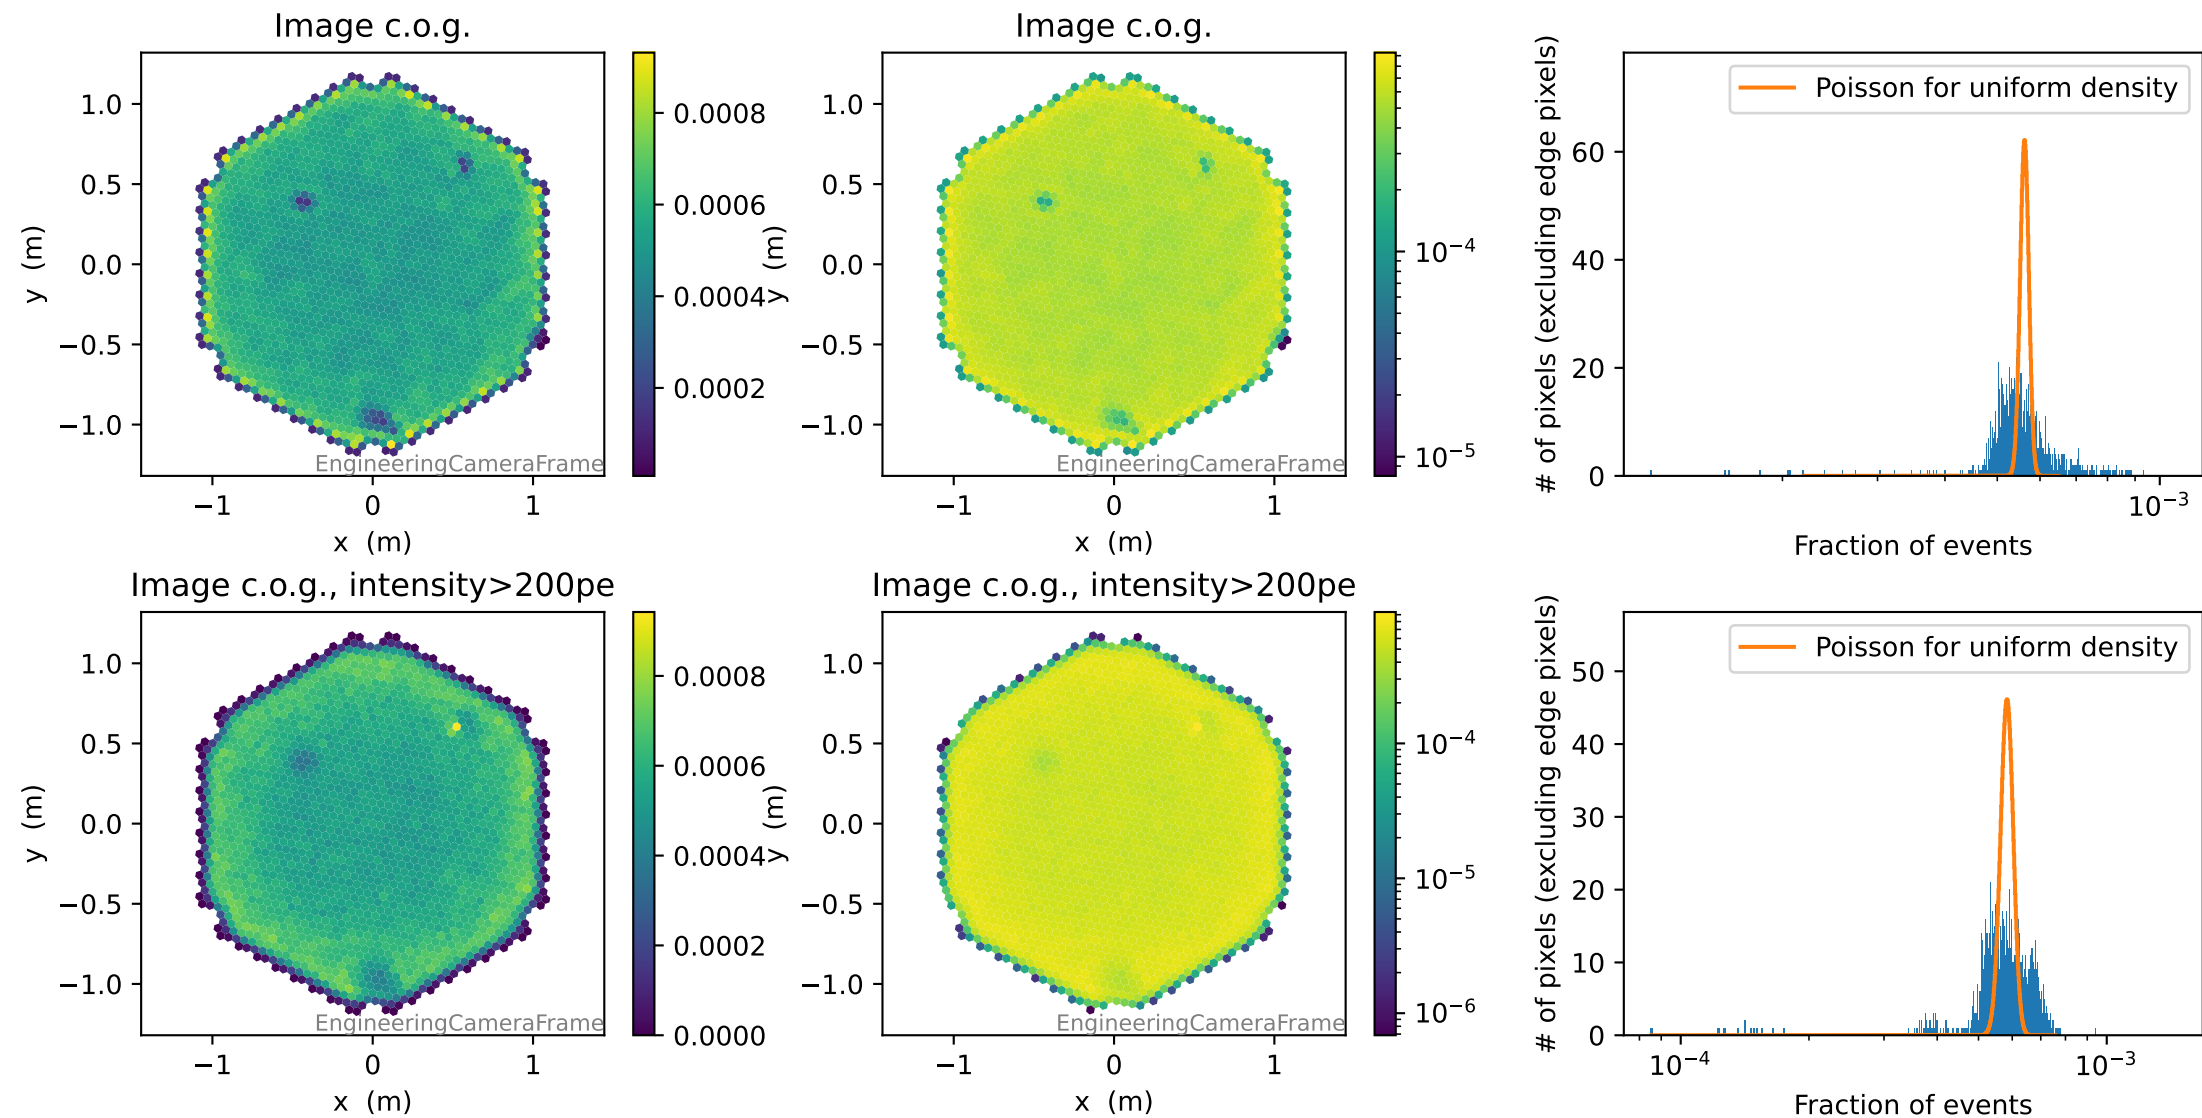 Image c.o.g.
1.0
0.5
0.0
−0.5
−1.0
y (m)
−1
0
1
x (m)
EngineeringCameraFrame
0.0008
0.0006
0.0004
0.0002
Image c.o.g.
1.0
0.5
0.0
−0.5
−1.0
y (m)
−1
0
1
x (m)
EngineeringCameraFrame
10⁻⁴
10⁻⁵
Poisson for uniform density
60
40
20
0
# of pixels (excluding edge pixels)
10⁻³
Fraction of events
Image c.o.g., intensity>200pe
1.0
0.5
0.0
−0.5
−1.0
y (m)
−1
0
1
x (m)
EngineeringCameraFrame
0.0008
0.0006
0.0004
0.0002
0.0000
Image c.o.g., intensity>200pe
1.0
0.5
0.0
−0.5
−1.0
y (m)
−1
0
1
x (m)
EngineeringCameraFrame
10⁻⁴
10⁻⁵
10⁻⁶
Poisson for uniform density
50
40
30
20
10
0
# of pixels (excluding edge pixels)
10⁻⁴
10⁻³
Fraction of events